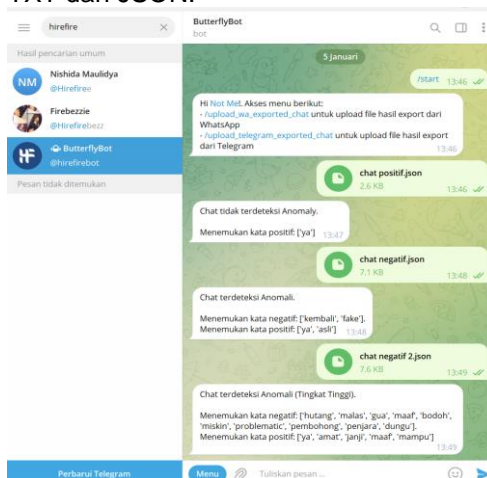 TXT dan JSON.
hirefire
ButterflyBot
bot
Hasil pencarian umum
5 Januari
NM
Nishida Maulidya
@Hirefiree
/start 13:46
Firebezzie
@Hirefirebezz
Hi Not Me!. Akses menu berikut:
- /upload_wa_exported_chat untuk upload file hasil export dari
WhatsApp
- /upload_telegram_exported_chat untuk upload file hasil export
dari Telegram
13:46
HF
ButterflyBot
@hirefirebot
Pesan tidak ditemukan
chat positif.json
2.6 KB
13:46
Chat tidak terdeteksi Anomaly.
Menemukan kata positif: ['ya'] 13:47
chat negatif.json
7.1 KB
13:48
Chat terdeteksi Anomali.
Menemukan kata negatif: ['kembali', 'fake'].
Menemukan kata positif: ['ya', 'asli'] 13:48
chat negatif 2.json
7.6 KB
13:49
Chat terdeteksi Anomali (Tingkat Tinggi).
Menemukan kata negatif: ['hutang', 'malas', 'gua', 'maaf', 'bodoh',
'miskin', 'problematic', 'pembohong', 'penjara', 'dungu'].
Menemukan kata positif: ['ya', 'amat', 'janji', 'maaf', 'mampu']
13:49
Perbarui Telegram
Menu
Tuliskan pesan ...